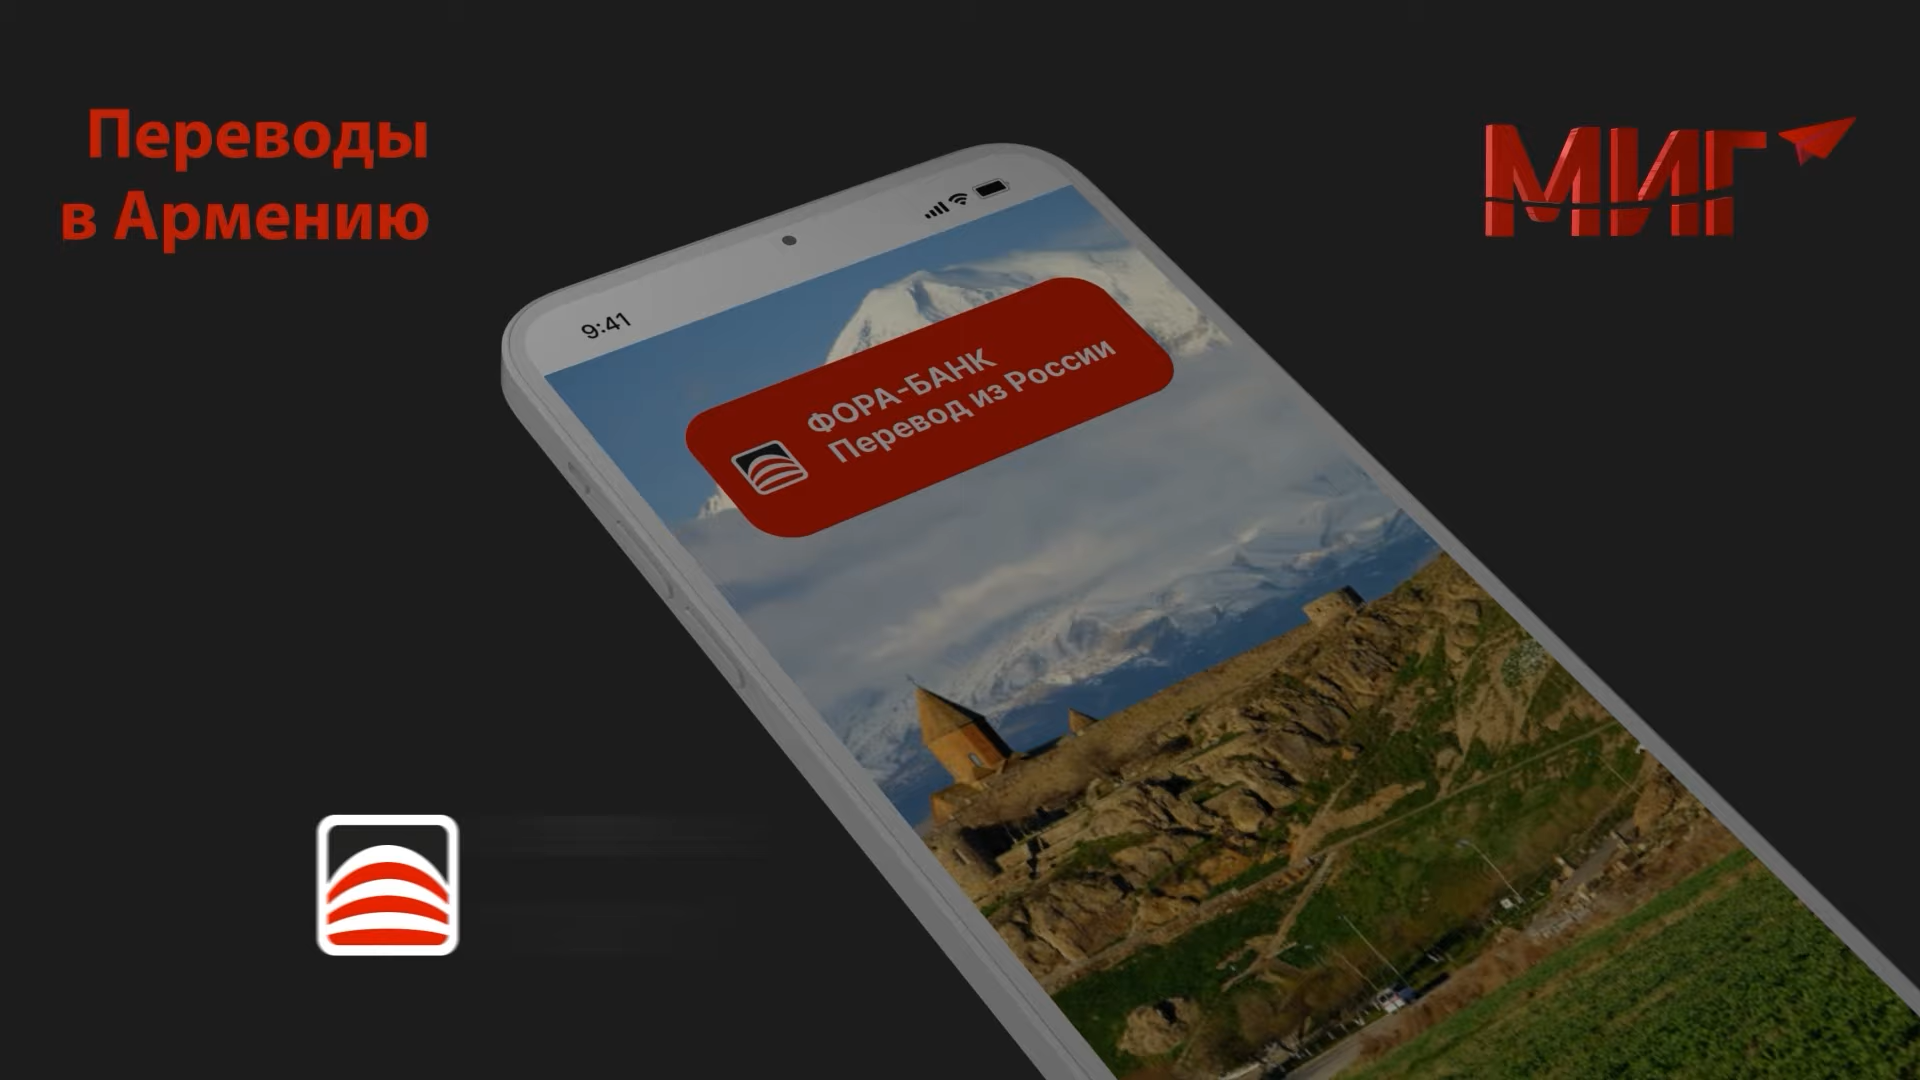 Переводы
в Армению
МИГ
9:41
ФОРА-БАНК
Перевод из России